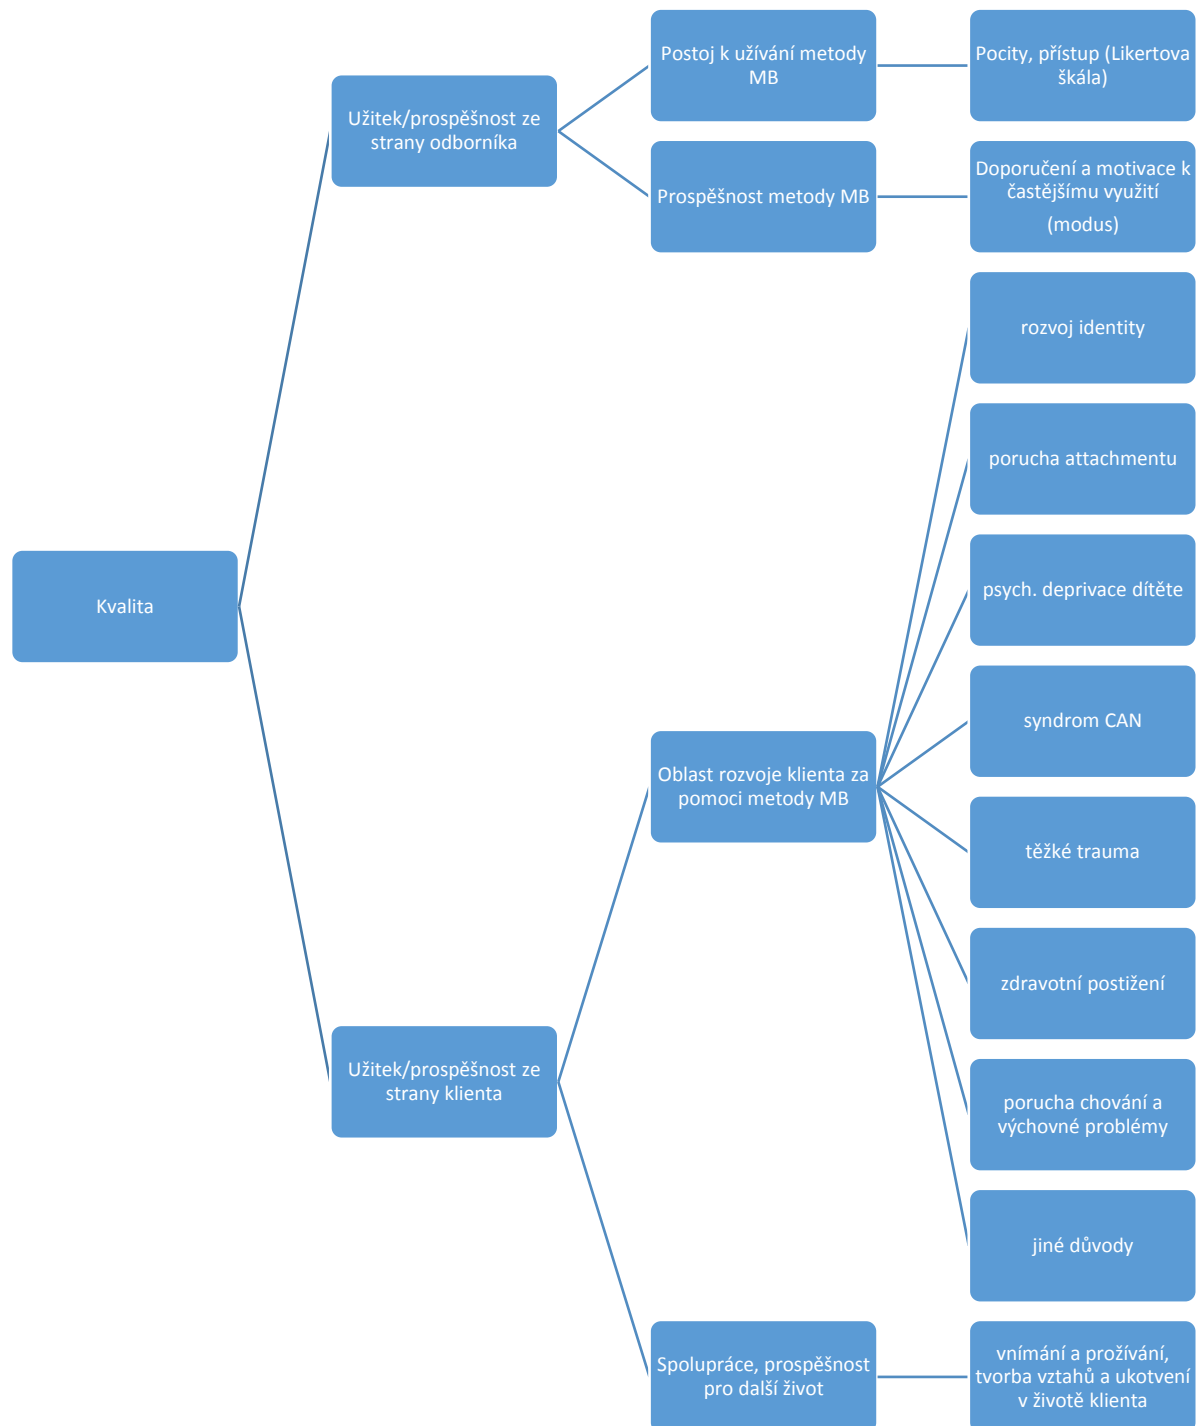 Postoj k užívání metody
MB
Pocity, přístup (Likertova
škála)
Užitek/prospěšnost ze
strany odborníka
Prospěšnost metody MB
Doporučení a motivace k
častějšímu využití
(modus)
rozvoj identity
porucha attachmentu
psych. deprivace dítěte
Kvalita
syndrom CAN
Oblast rozvoje klienta za
pomoci metody MB
těžké trauma
zdravotní postižení
Užitek/prospěšnost ze
strany klienta
porucha chování a
výchovné problémy
jiné důvody
Spolupráce, prospěšnost
pro další život
vnímání a prožívání,
tvorba vztahů a ukotvení
v životě klienta